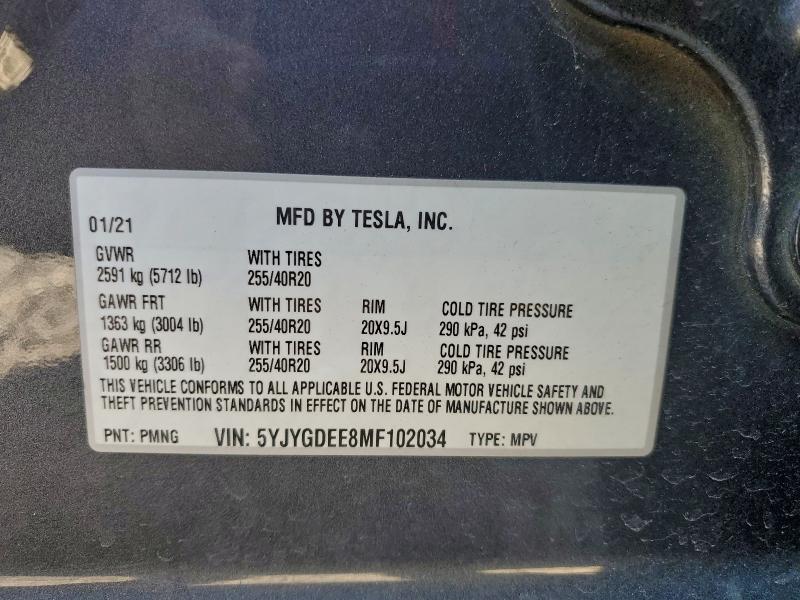 01/21 MFD BY TESLA, INC.
GVWR WITH TIRES
2591 kg (5712 lb) 255/40R20
GAWR FRT WITH TIRES RIM COLD TIRE PRESSURE
1363 kg (3004 lb) 255/40R20 20X9.5J 290 kPa, 42 psi
GAWR RR WITH TIRES RIM COLD TIRE PRESSURE
1500 kg (3306 lb) 255/40R20 20X9.5J 290 kPa, 42 psi
THIS VEHICLE CONFORMS TO ALL APPLICABLE U.S. FEDERAL MOTOR VEHICLE SAFETY AND
THEFT PREVENTION STANDARDS IN EFFECT ON THE DATE OF MANUFACTURE SHOWN ABOVE.
PNT: PMNG VIN: 5YJYGDEE8MF102034 TYPE: MPV